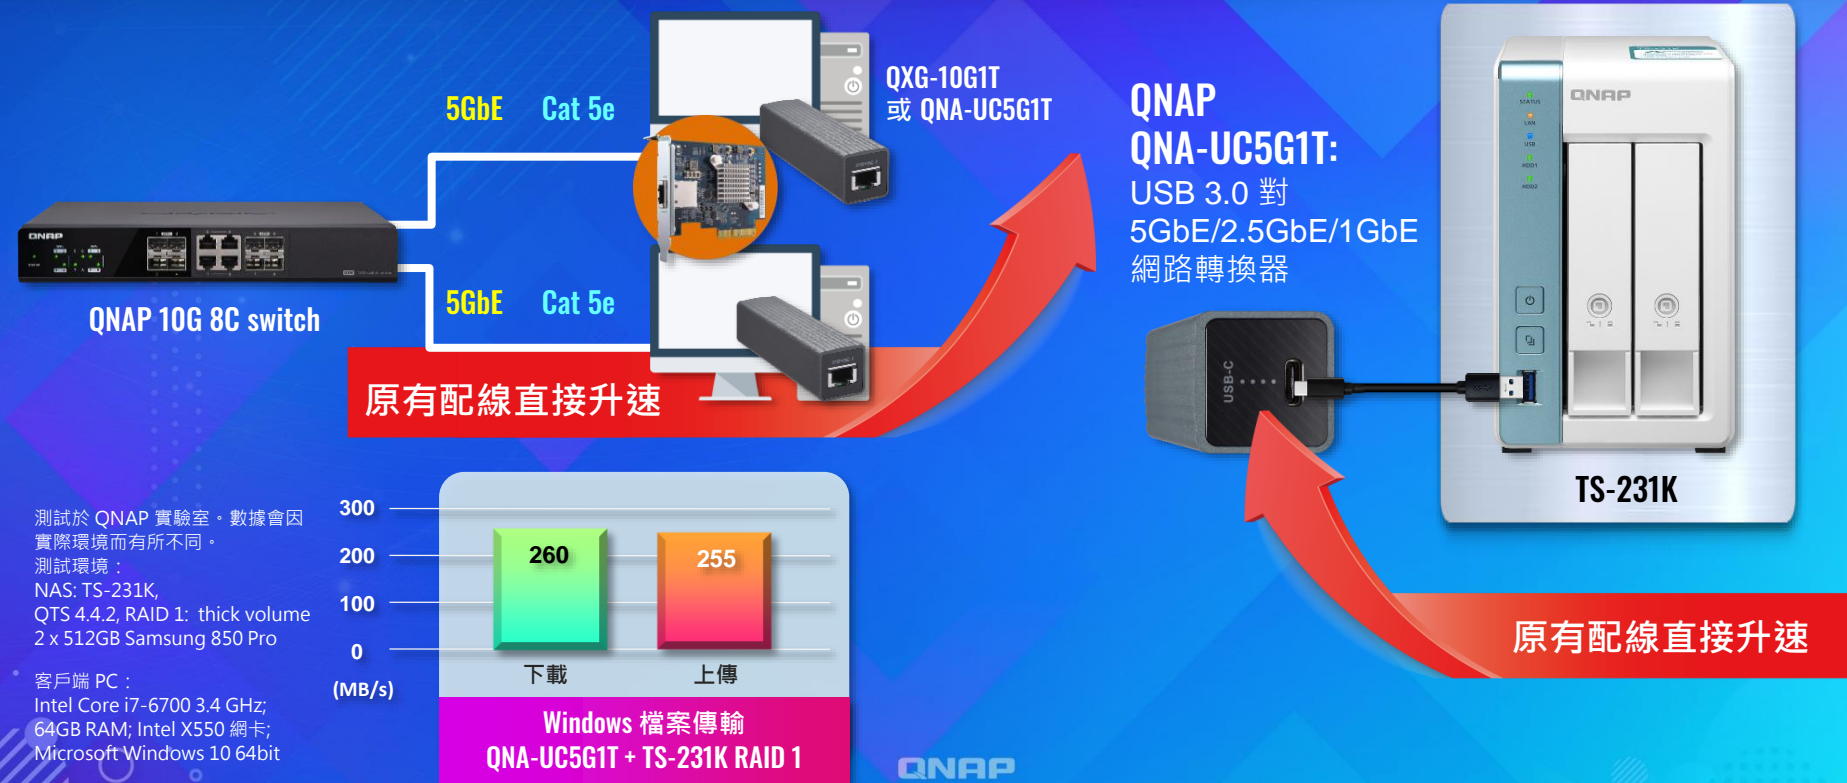 5GbE Cat 5e
QXG-10G1T
或 QNA-UC5G1T
QNAP
QNAP 10G 8C switch
5GbE Cat 5e
原有配線直接升速
QNAP
QNA-UC5G1T:
USB 3.0 對
5GbE/2.5GbE/1GbE
網路轉換器
USB-C
QNAP
STATUS
LAN
USB
HDD1
HDD2
TS-231K
原有配線直接升速
測試於 QNAP 實驗室。數據會因
實際環境而有所不同。
測試環境：
NAS: TS-231K,
QTS 4.4.2, RAID 1: thick volume
2 x 512GB Samsung 850 Pro
客戶端 PC：
Intel Core i7-6700 3.4 GHz;
64GB RAM; Intel X550 網卡;
Microsoft Windows 10 64bit
300
200
100
0
(MB/s)
260
255
下載
上傳
Windows 檔案傳輸
QNA-UC5G1T + TS-231K RAID 1
QNAP